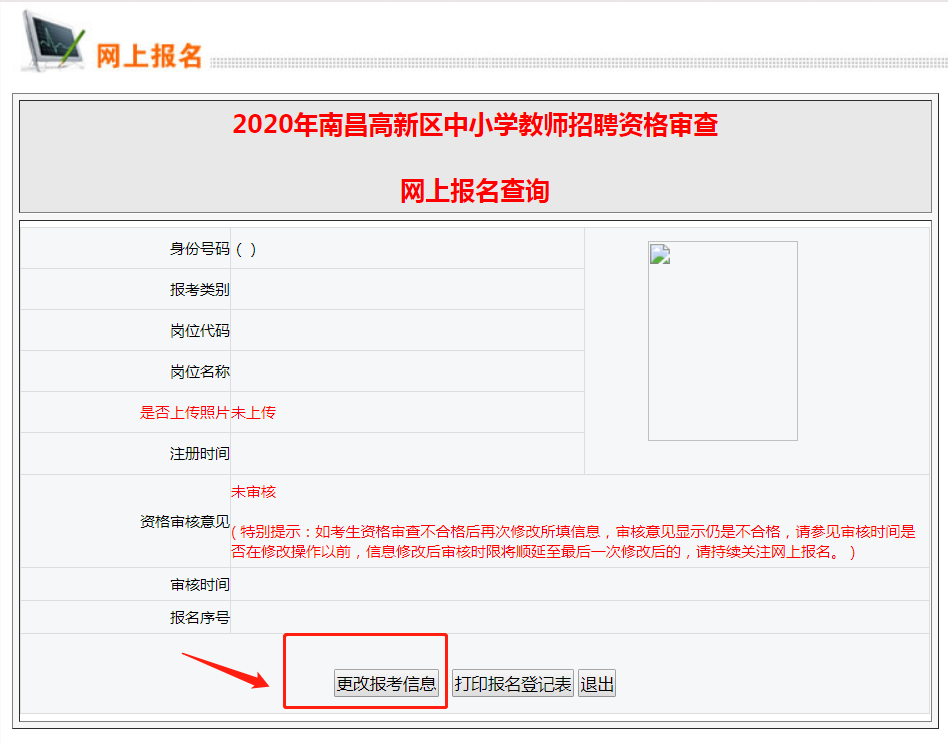 网上报名
2020年南昌高新区中小学教师招聘资格审查
网上报名查询
身份号码 ( )
报考类别
岗位代码
岗位名称
是否上传照片 未上传
注册时间
资格审核意见
未审核
( 特别提示：如考生资格审查不合格后再次修改所填信息，审核意见显示仍是不合格，请参见审核时间是
否在修改操作以前，信息修改后审核时限将顺延至最后一次修改后的，请持续关注网上报名。 )
审核时间
报名序号
更改报考信息 打印报名登记表 退出